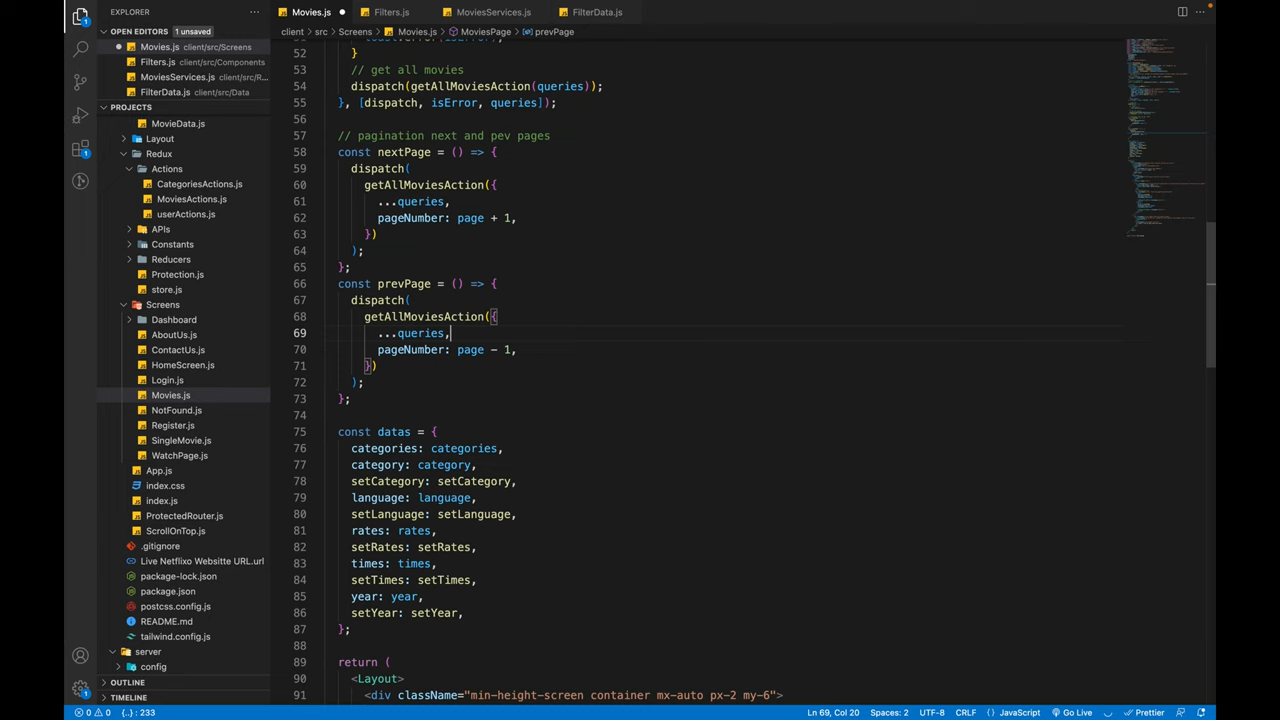 EXPLORER
OPEN EDITORS 1 unsaved
Movies.js client/src/Screens
Filters.js client/src/Components
MoviesServices.js client/src/R...
FilterData.js client/src/Data
PROJECTS
MovieData.js
Layout
Redux
Actions
CategoriesActions.js
MoviesActions.js
userActions.js
APIs
Constants
Reducers
Protection.js
store.js
Screens
Dashboard
AboutUs.js
ContactUs.js
HomeScreen.js
Login.js
Movies.js
NotFound.js
Register.js
SingleMovie.js
WatchPage.js
App.js
index.css
index.js
ProtectedRouter.js
ScrollOnTop.js
.gitignore
Live Netflixo Websitte URL.url
package-lock.json
package.json
postcss.config.js
README.md
tailwind.config.js
server
config
OUTLINE
TIMELINE
Movies.js Filters.js MoviesServices.js FilterData.js
client > src > Screens > Movies.js > MoviesPage > prevPage
52 }
53 // get all movies
54 dispatch(getAllMoviesAction(queries));
55 }, [dispatch, isError, queries]);
56
57 // pagination next and pev pages
58 const nextPage = () => {
59 dispatch(
60 getAllMoviesAction({
61 ...queries,
62 pageNumber: page + 1,
63 })
64 );
65 };
66 const prevPage = () => {
67 dispatch(
68 getAllMoviesAction({
69 ...queries,
70 pageNumber: page - 1,
71 })
72 );
73 };
74
75 const datas = {
76 categories: categories,
77 category: category,
78 setCategory: setCategory,
79 language: language,
80 setLanguage: setLanguage,
81 rates: rates,
82 setRates: setRates,
83 times: times,
84 setTimes: setTimes,
85 year: year,
86 setYear: setYear,
87 };
88
89 return (
90 <Layout>
91 <div className="min-height-screen container mx-auto px-2 my-6">
0 0 {..} : 233 Ln 69, Col 20 Spaces: 2 UTF-8 CRLF {} JavaScript Go Live Prettier